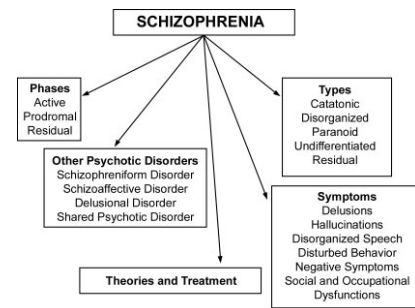 SCHIZOPHRENIA
Phases
Active
Prodromal
Residual
Other Psychotic Disorders
Schizophreniform Disorder
Schizoaffective Disorder
Delusional Disorder
Shared Psychotic Disorder
Theories and Treatment
Types
Catatonic
Disorganized
Paranoid
Undifferentiated
Residual
Symptoms
Delusions
Hallucinations
Disorganized Speech
Disturbed Behavior
Negative Symptoms
Social and Occupational
Dysfunctions